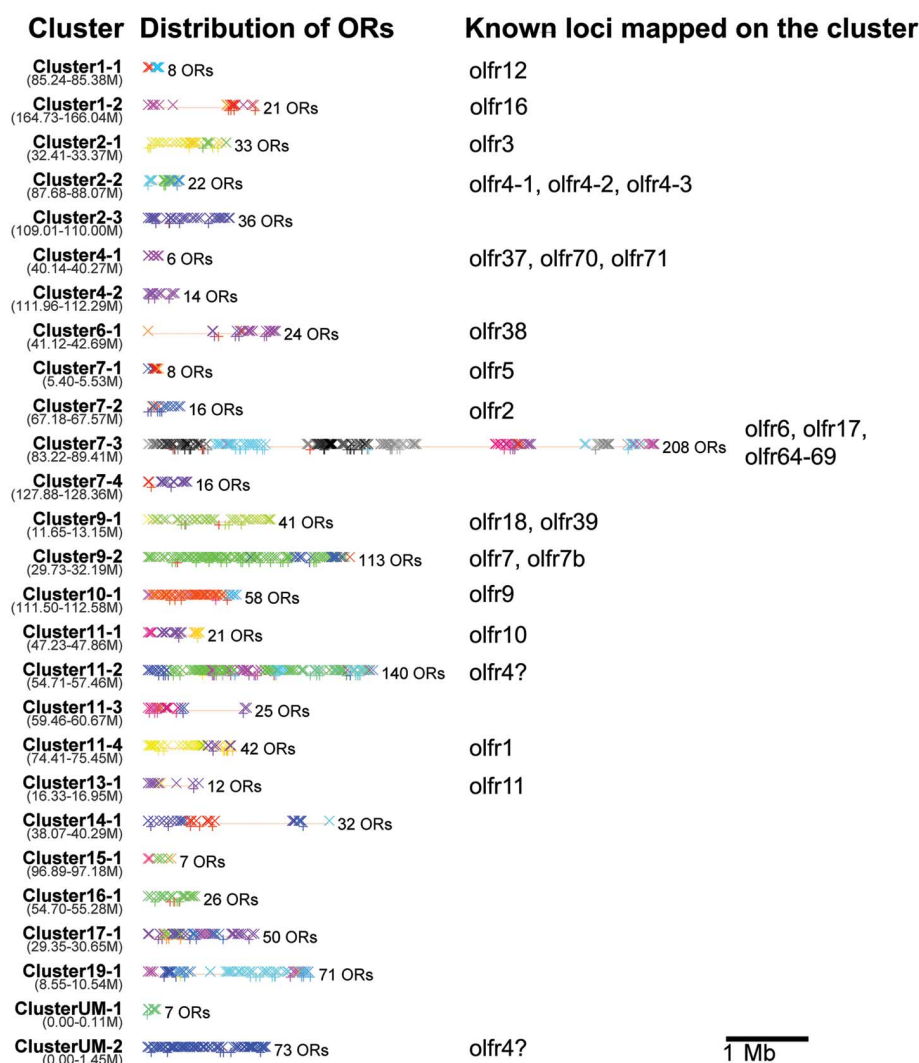 Cluster Distribution of ORs Known loci mapped on the cluster
Cluster1-1 8 ORs olfr12
(85.24-85.38M)
Cluster1-2 21 ORs olfr16
(164.73-166.04M)
Cluster2-1 33 ORs olfr3
(32.41-33.37M)
Cluster2-2 22 ORs olfr4-1, olfr4-2, olfr4-3
(87.68-88.07M)
Cluster2-3 36 ORs
(109.01-110.00M)
Cluster4-1 6 ORs olfr37, olfr70, olfr71
(40.14-40.27M)
Cluster4-2 14 ORs
(111.96-112.29M)
Cluster6-1 24 ORs olfr38
(41.12-42.69M)
Cluster7-1 8 ORs olfr5
(5.40-5.53M)
Cluster7-2 16 ORs olfr2
(67.18-67.57M)
Cluster7-3 208 ORs olfr6, olfr17,
(83.22-89.41M) olfr64-69
Cluster7-4 16 ORs
(127.88-128.36M)
Cluster9-1 41 ORs olfr18, olfr39
(11.65-13.15M)
Cluster9-2 113 ORs olfr7, olfr7b
(29.73-32.19M)
Cluster10-1 58 ORs olfr9
(111.50-112.58M)
Cluster11-1 21 ORs olfr10
(47.23-47.86M)
Cluster11-2 140 ORs olfr4?
(54.71-57.46M)
Cluster11-3 25 ORs
(59.46-60.67M)
Cluster11-4 42 ORs olfr1
(74.41-75.45M)
Cluster13-1 12 ORs olfr11
(16.33-16.95M)
Cluster14-1 32 ORs
(38.07-40.29M)
Cluster15-1 7 ORs
(96.89-97.18M)
Cluster16-1 26 ORs
(54.70-55.28M)
Cluster17-1 50 ORs
(29.35-30.65M)
Cluster19-1 71 ORs
(8.55-10.54M)
ClusterUM-1 7 ORs
(0.00-0.11M)
ClusterUM-2 73 ORs olfr4?
(0.00-1.45M) 1 Mb